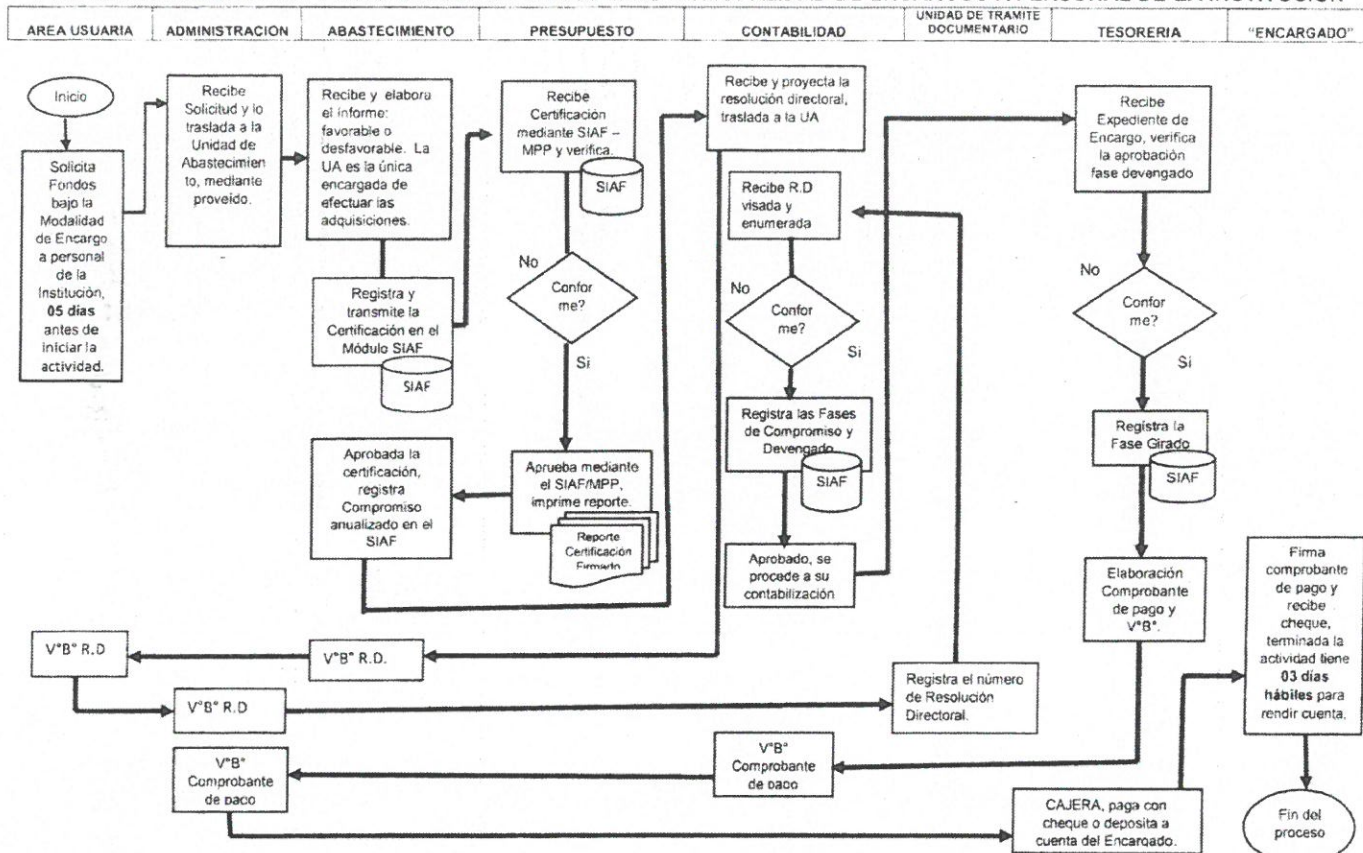 AREA USUARIA
ADMINISTRACION
ABASTECIMIENTO
PRESUPUESTO
CONTABILIDAD
UNIDAD DE TRAMITE
DOCUMENTARIO
TESORERIA
"ENCARGADO"
Inicio
Solicita
Fondos
bajo la
Modalidad
de Encargo
a personal
de la
Institución,
05 días
antes de
iniciar la
actividad.
Recibe
Solicitud y lo
traslada a la
Unidad de
Abastecimien
to, mediante
proveído.
Recibe y elabora
el informe:
favorable o
desfavorable. La
UA es la única
encargada de
efectuar las
adquisiciones.
Registra y
transmite la
Certificación en el
Módulo SIAF
SIAF
Recibe
Certificación
mediante SIAF –
MPP y verifica.
SIAF
No
Confor
me?
Si
Aprueba mediante
el SIAF/MPP,
imprime reporte.
Reporte
Certificación
Firmado
Aprobada la
certificación,
registra
Compromiso
anualizado en el
SIAF
Recibe y proyecta la
resolución directoral,
traslada a la UA
V°B° R.D.
V°B° R.D
V°B° R.D
Registra el número
de Resolución
Directoral.
Recibe R.D
visada y
enumerada
No
Confor
me?
Si
Registra las Fases
de Compromiso y
Devengado
SIAF
Aprobado, se
procede a su
contabilización
Recibe
Expediente de
Encargo, verifica
la aprobación
fase devengado
No
Confor
me?
Si
Registra la
Fase Girado
SIAF
Elaboración
Comprobante
de pago y
V°B°.
V°B°
Comprobante
de pago
V°B°
Comprobante
de pago
CAJERA, paga con
cheque o deposita a
cuenta del Encargado.
Firma
comprobante
de pago y
recibe
cheque,
terminada la
actividad tiene
03 días
hábiles para
rendir cuenta.
Fin del
proceso